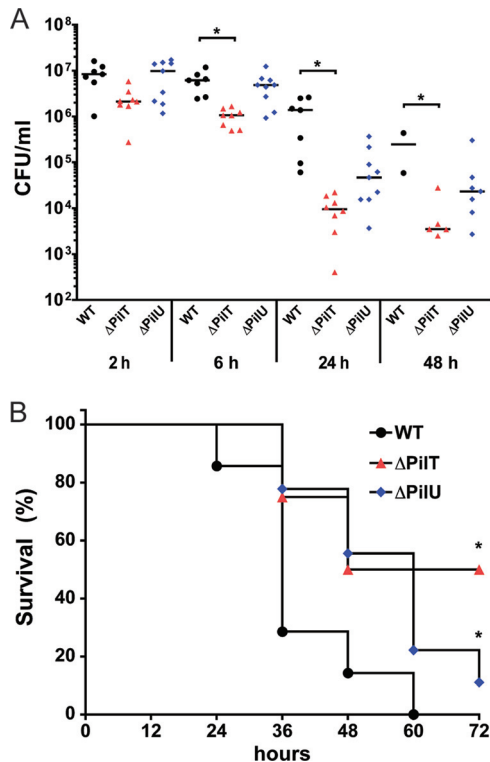 A
CFU/ml
10^8
*
*
*
10^7
10^6
10^5
10^4
10^3
10^2
WT ΔPilT ΔPilU WT ΔPilT ΔPilU WT ΔPilT ΔPilU WT ΔPilT ΔPilU
2 h 6 h 24 h 48 h
B
Survival (%)
100
80
60
40
20
0
WT
ΔPilT
ΔPilU
*
*
0 12 24 36 48 60 72
hours